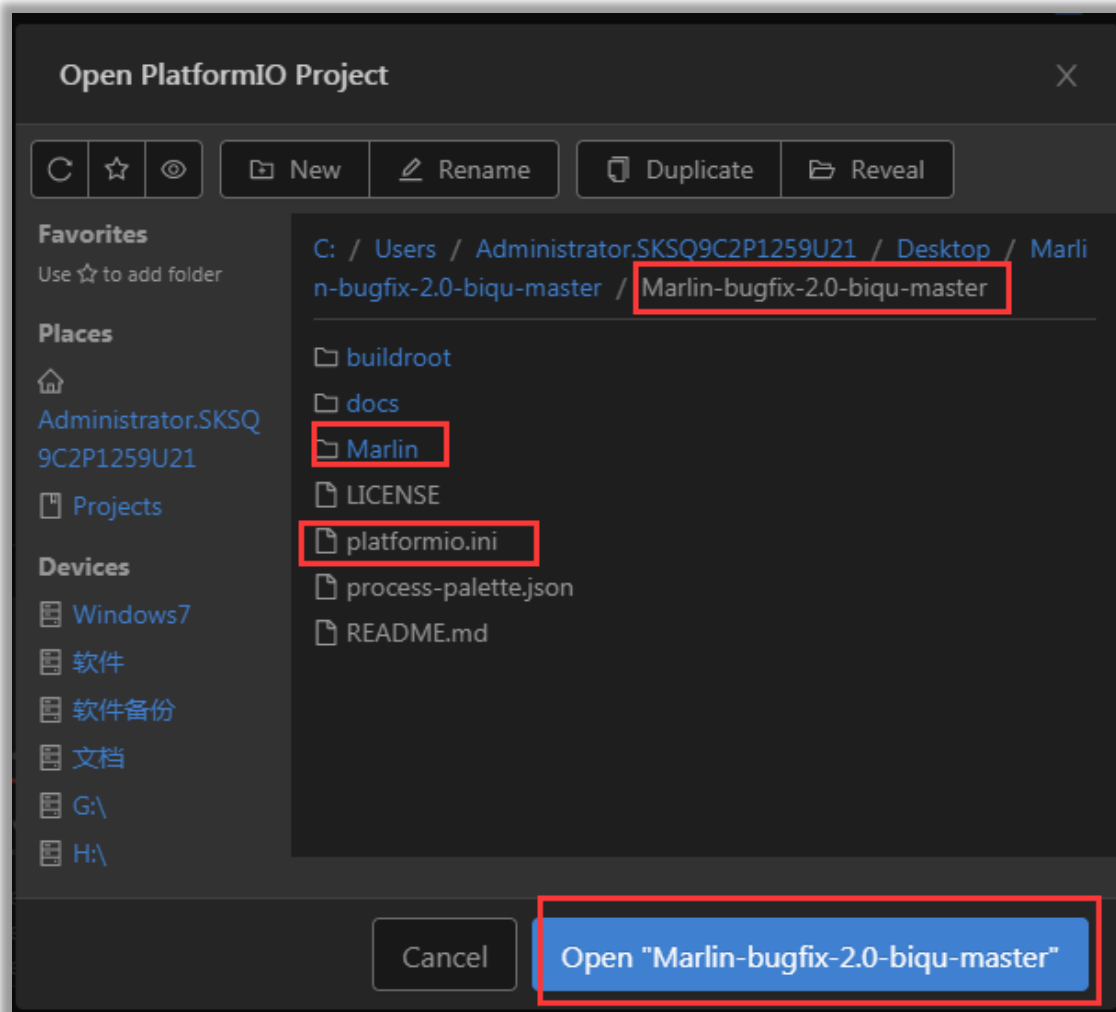 Open PlatformIO Project
New
Rename
Duplicate
Reveal
Favorites
Use ☆ to add folder
Places
Administrator.SKSQ
9C2P1259U21
Projects
Devices
Windows7
软件
软件备份
文档
G:\
H:\
C: / Users / Administrator.SKSQ9C2P1259U21 / Desktop / Marli
n-bugfix-2.0-biqu-master / Marlin-bugfix-2.0-biqu-master
buildroot
docs
Marlin
LICENSE
platformio.ini
process-palette.json
README.md
Cancel
Open "Marlin-bugfix-2.0-biqu-master"